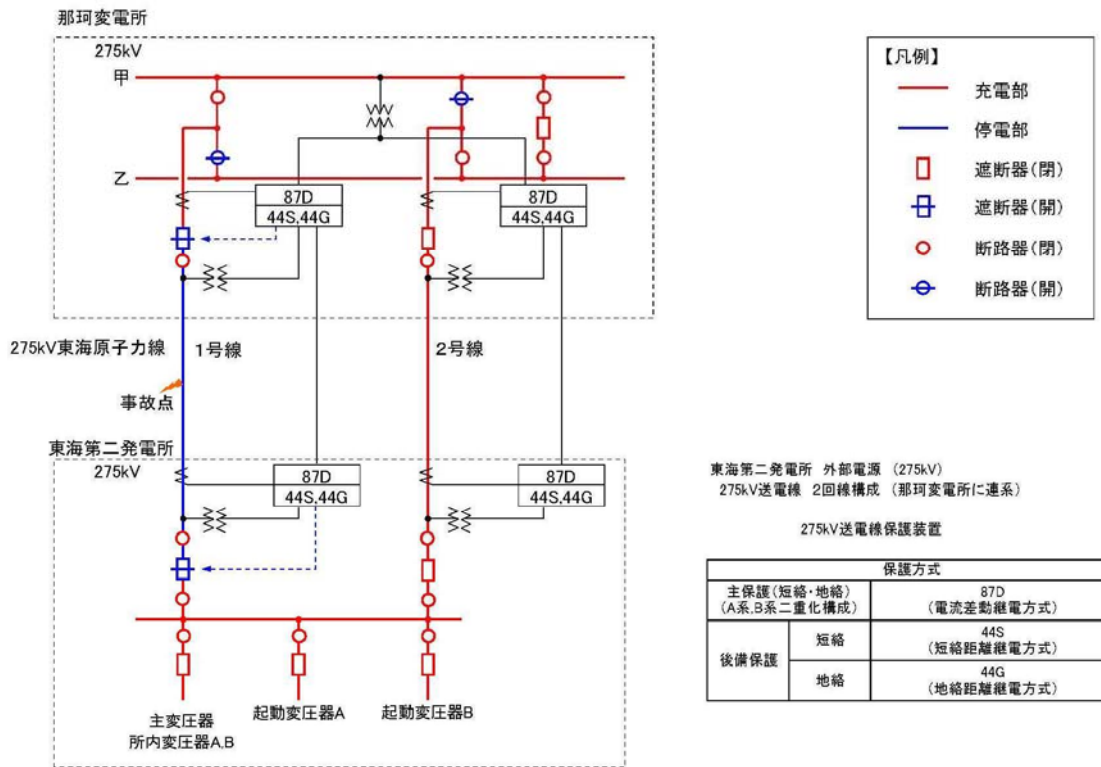 那珂変電所
275kV
甲
乙
87D
44S,44G
87D
44S,44G
275kV東海原子力線
1号線
2号線
事故点
東海第二発電所
275kV
87D
44S,44G
87D
44S,44G
主変圧器
所内変圧器A.B
起動変圧器A
起動変圧器B
【凡例】
充電部
停電部
遮断器(閉)
遮断器(開)
断路器(閉)
断路器(開)
東海第二発電所 外部電源 (275kV)
275kV送電線 2回線構成 (那珂変電所に連系)
275kV送電線保護装置
保護方式
主保護(短絡・地絡)
(A系,B系二重化構成)
87D
(電流差動継電方式)
後備保護
短絡
44S
(短絡距離継電方式)
地絡
44G
(地絡距離継電方式)